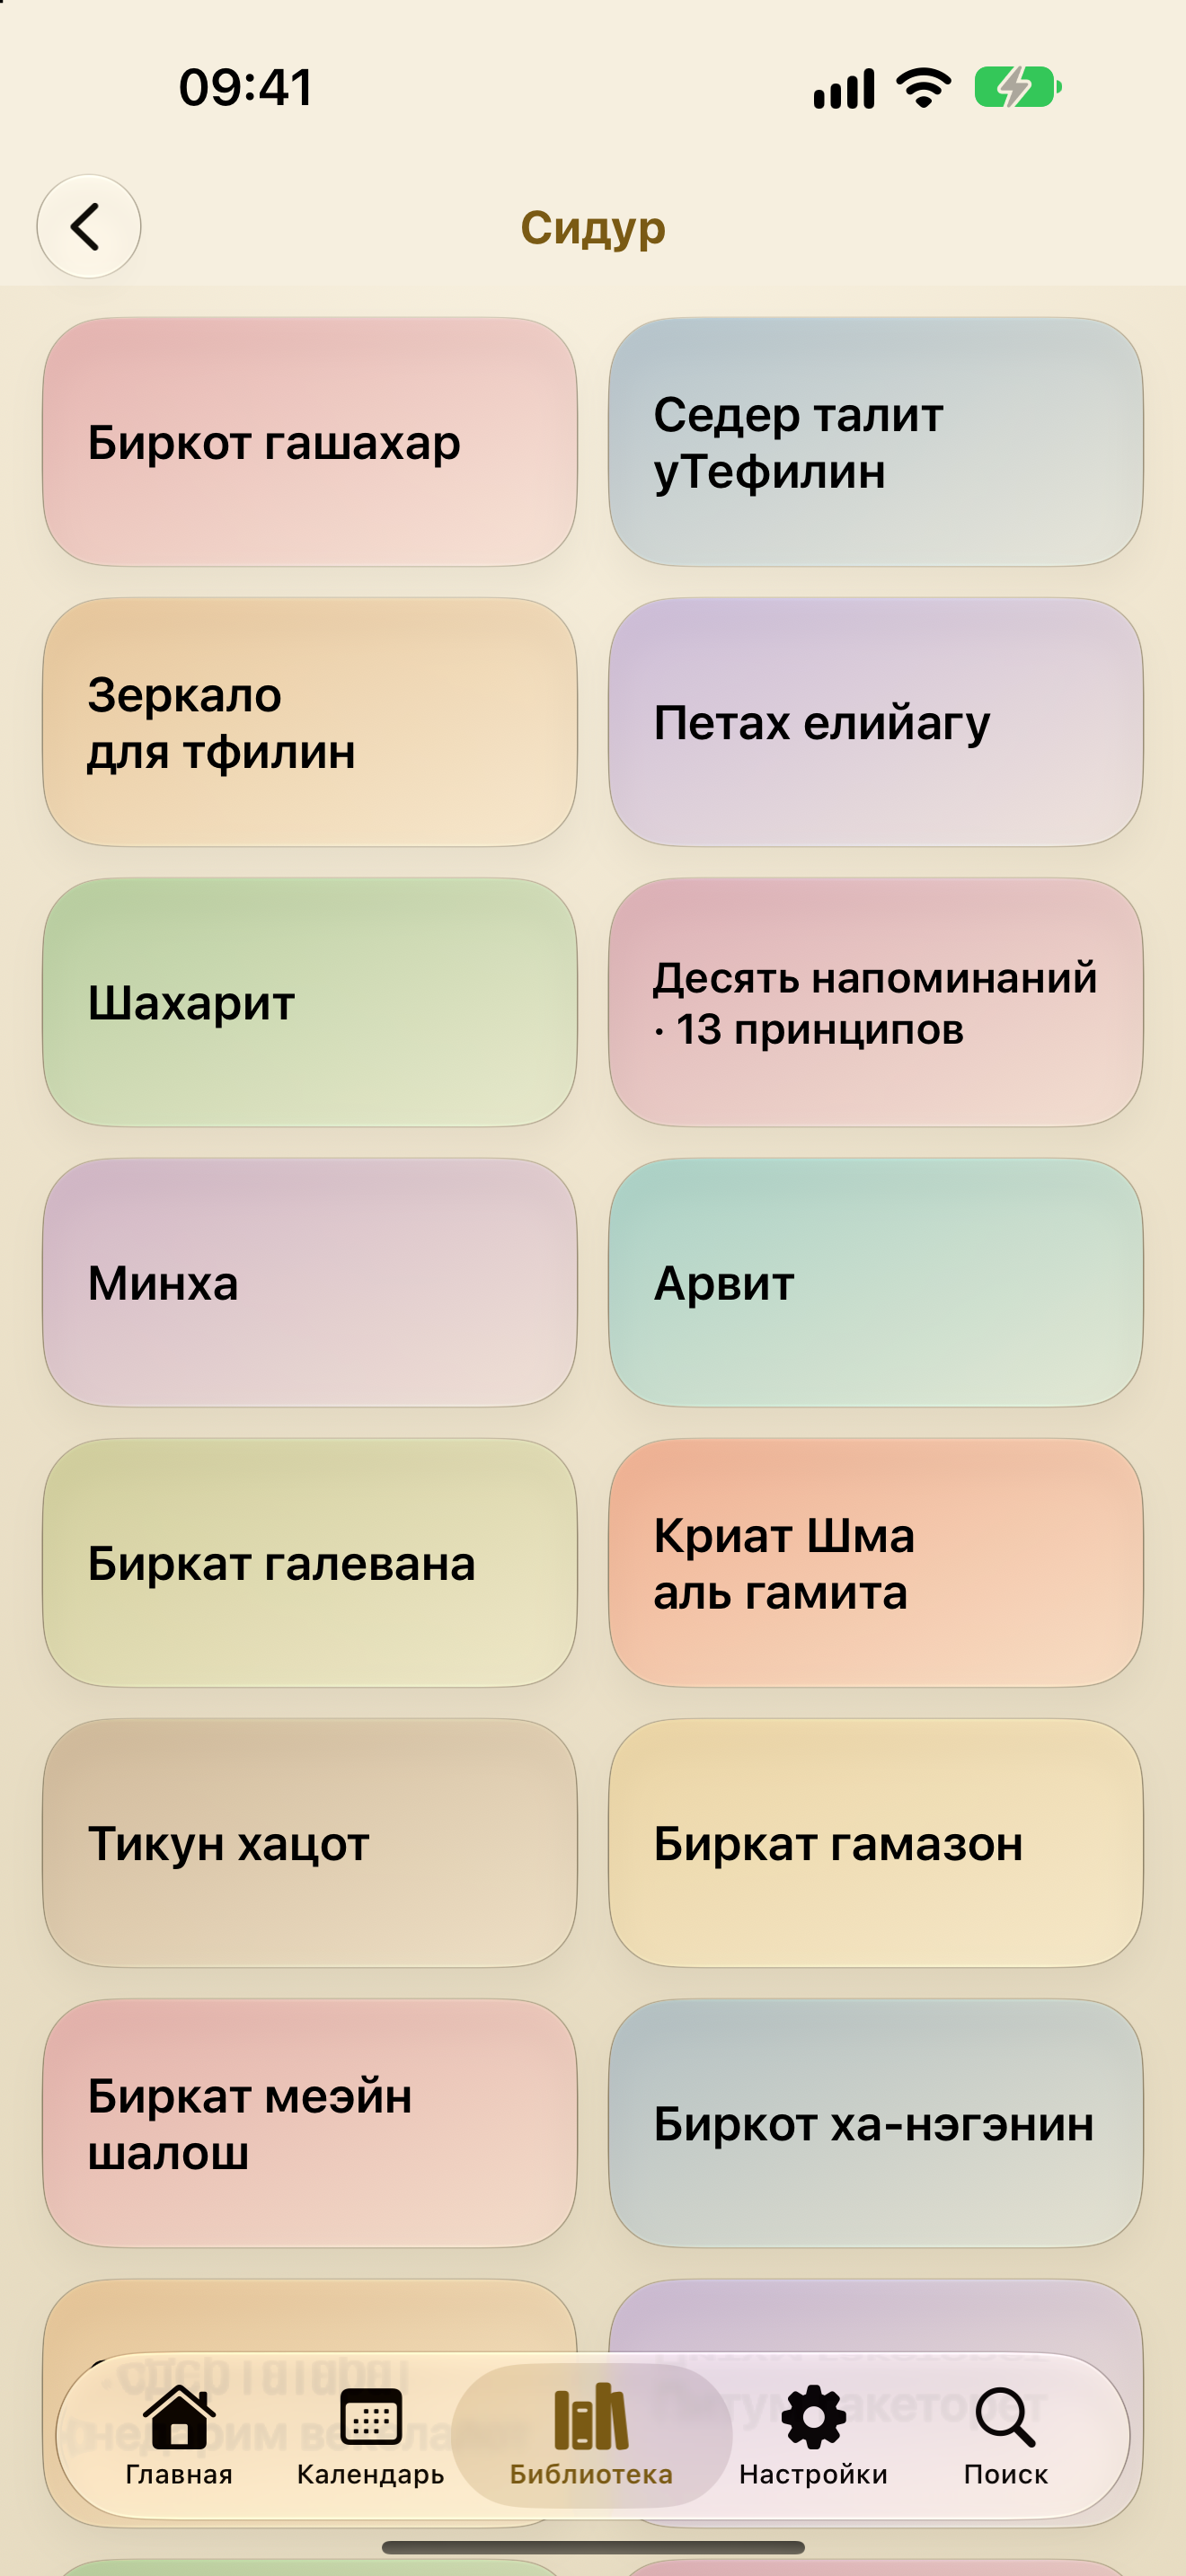 09:41
Сидур
Биркот гашахар
Седер талит
уТефилин
Зеркало
для тфилин
Петах елийагу
Шахарит
Десять напоминаний
· 13 принципов
Минха
Арвит
Биркат галевана
Криат Шма
аль гамита
Тикун хацот
Биркат гамазон
Биркат меэйн
шалош
Биркот ха-нэгэнин
Главная
Календарь
Библиотека
Настройки
Поиск